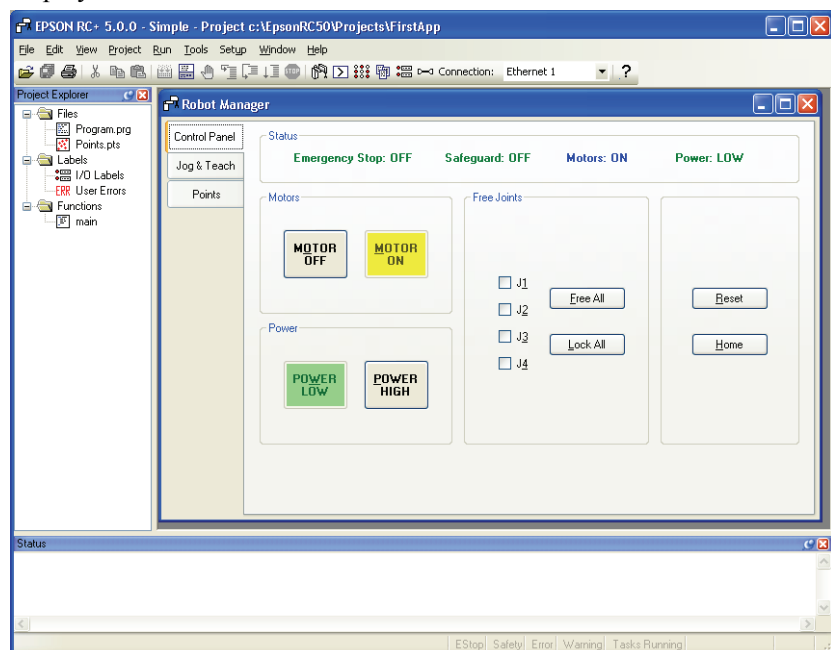 EPSON RC+ 5.0.0 - Simple - Project c:\EpsonRC50\Projects\FirstApp
File Edit View Project Run Tools Setup Window Help
Connection: Ethernet 1
Project Explorer
Files
Program.prg
Points.pts
Labels
I/O Labels
ERR User Errors
Functions
main
Robot Manager
Control Panel
Jog & Teach
Points
Status
Emergency Stop: OFF Safeguard: OFF Motors: ON Power: LOW
Motors
MOTOR OFF
MOTOR ON
Power
POWER LOW
POWER HIGH
Free Joints
J1
J2
J3
J4
Free All
Lock All
Reset
Home
Status
EStop Safety Error Warning Tasks Running